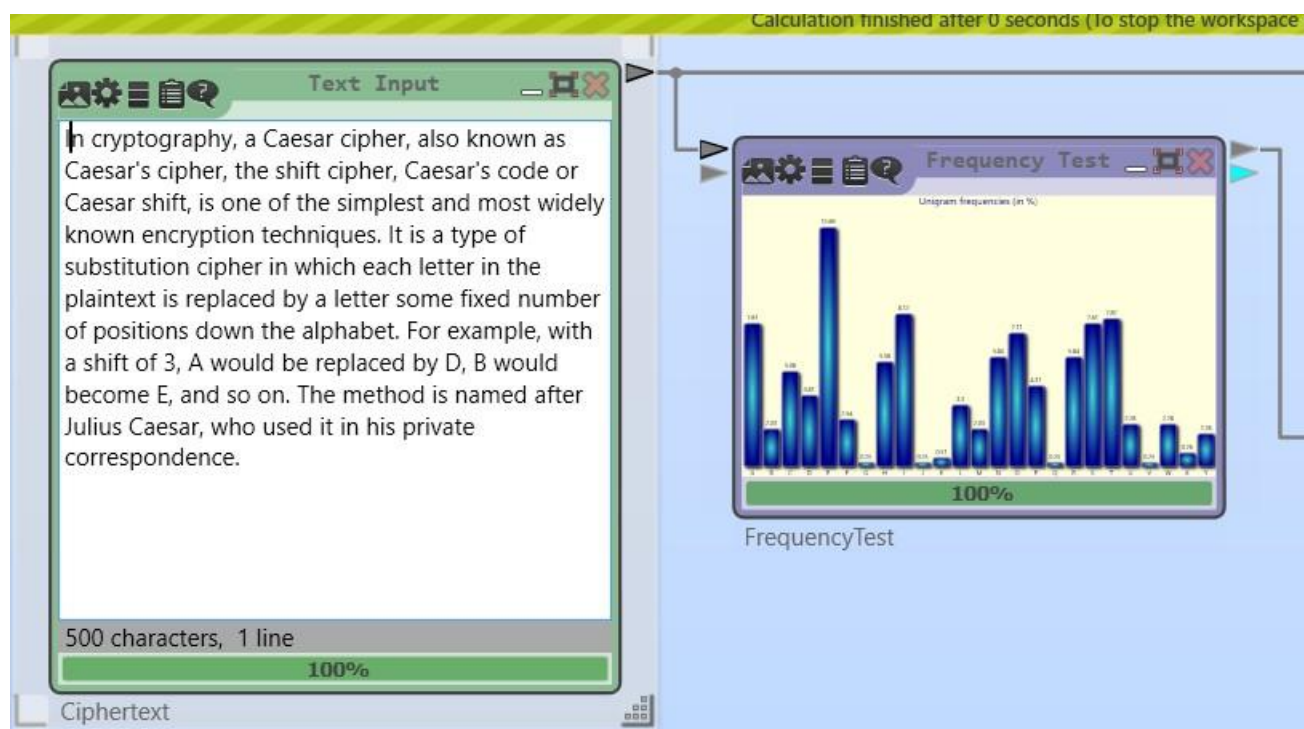 Calculation finished after 0 seconds (To stop the workspace
Text Input
In cryptography, a Caesar cipher, also known as
Caesar's cipher, the shift cipher, Caesar's code or
Caesar shift, is one of the simplest and most widely
known encryption techniques. It is a type of
substitution cipher in which each letter in the
plaintext is replaced by a letter some fixed number
of positions down the alphabet. For example, with
a shift of 3, A would be replaced by D, B would
become E, and so on. The method is named after
Julius Caesar, who used it in his private
correspondence.
500 characters, 1 line
100%
Ciphertext
Frequency Test
Unigram frequencies (in %)
100%
FrequencyTest